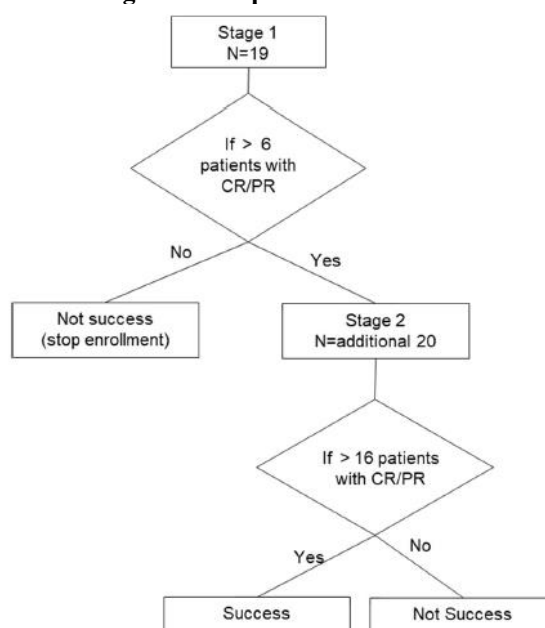 Stage 1
N=19
If > 6
patients with
CR/PR
No
Yes
Not success
(stop enrollment)
Stage 2
N=additional 20
If > 16 patients
with CR/PR
Yes
No
Success
Not Success